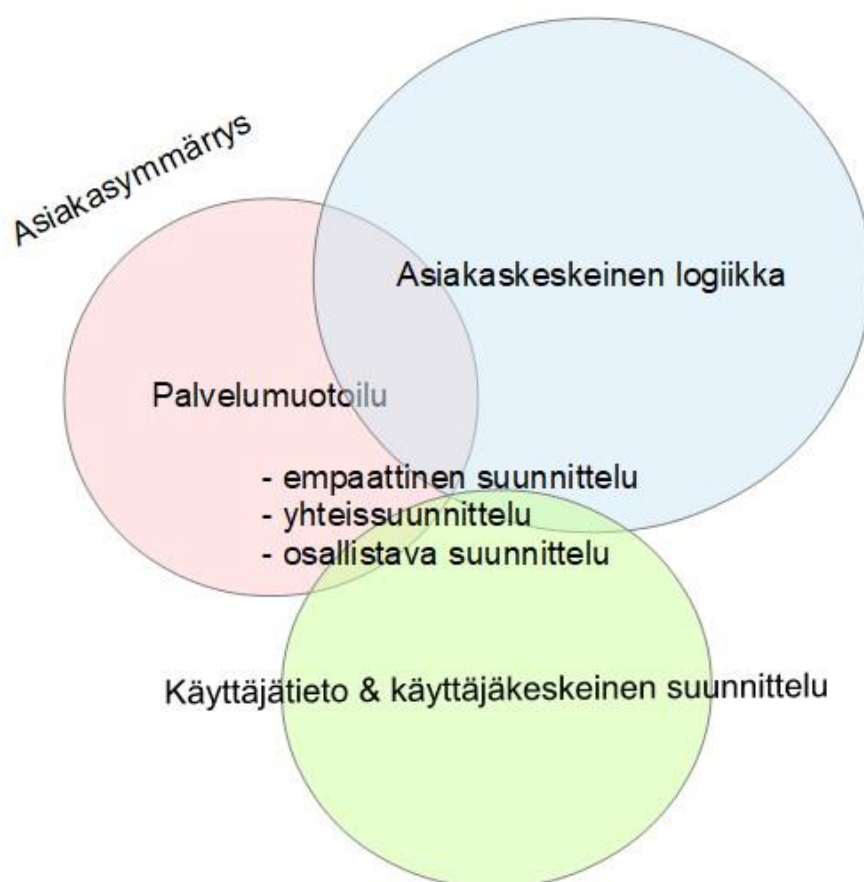 Asiakasymmärrys
Asiakaskeskeinen logiikka
Palvelumuotoilu
- empaattinen suunnittelu
- yhteissuunnittelu
- osallistava suunnittelu
Käyttäjätieto & käyttäjäkeskeinen suunnittelu